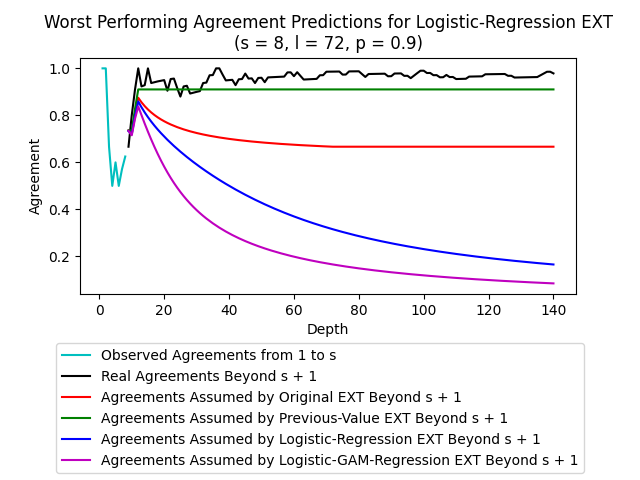 Worst Performing Agreement Predictions for Logistic-Regression EXT
(s = 8, l = 72, p = 0.9)
1.0
0.8
0.6
0.4
0.2
Agreement
0 20 40 60 80 100 120 140
Depth
Observed Agreements from 1 to s
Real Agreements Beyond s + 1
Agreements Assumed by Original EXT Beyond s + 1
Agreements Assumed by Previous-Value EXT Beyond s + 1
Agreements Assumed by Logistic-Regression EXT Beyond s + 1
Agreements Assumed by Logistic-GAM-Regression EXT Beyond s + 1